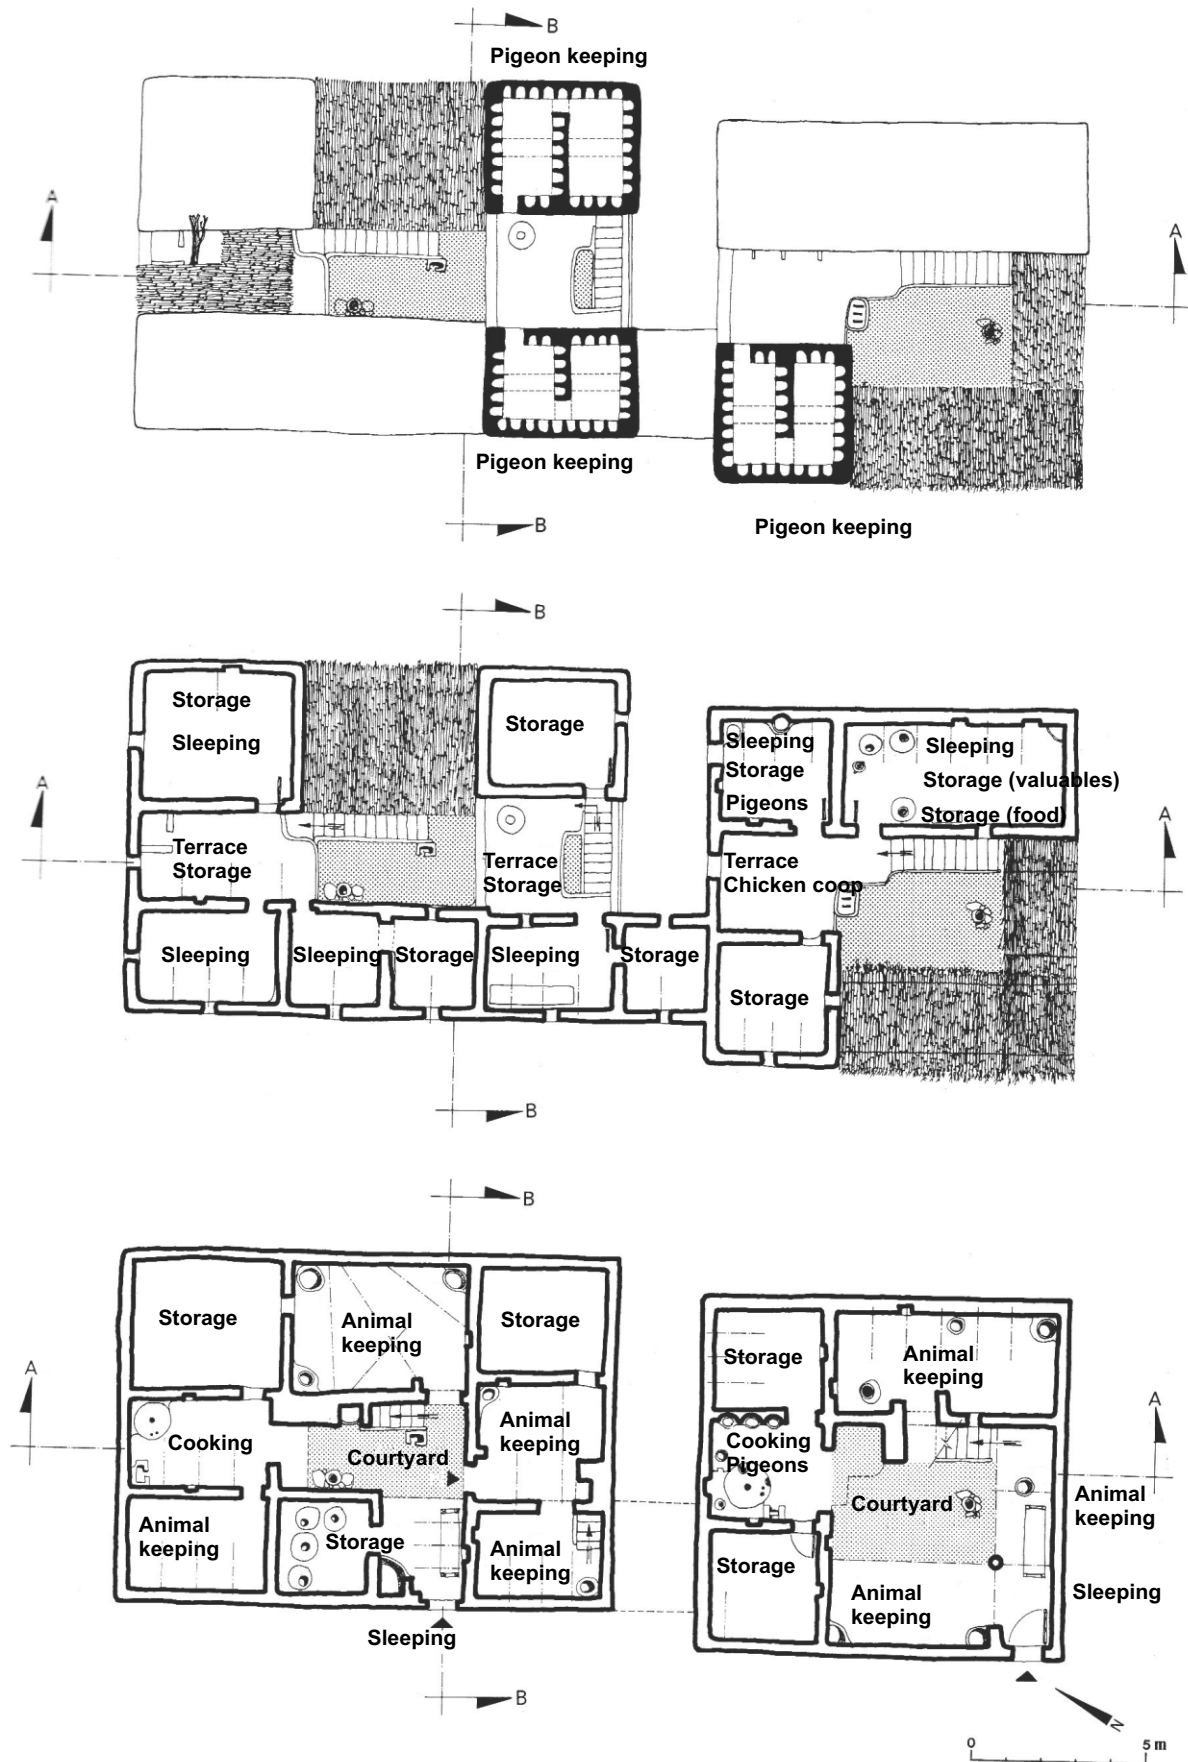 B
Pigeon keeping
A
A
Pigeon keeping
B
Pigeon keeping
B
Storage
Sleeping
Storage
Sleeping
Storage
Pigeons
Sleeping
Storage (valuables)
Storage (food)
A
A
Terrace
Storage
Terrace
Storage
Terrace
Chicken coop
Sleeping
Sleeping
Storage
Sleeping
Storage
Storage
B
B
Storage
Animal
keeping
Storage
Storage
Animal
keeping
A
A
Cooking
Courtyard
Animal
keeping
Cooking
Pigeons
Courtyard
Animal
keeping
Animal
keeping
Storage
Animal
keeping
Storage
Animal
keeping
Sleeping
Sleeping
B
N
0 5 m